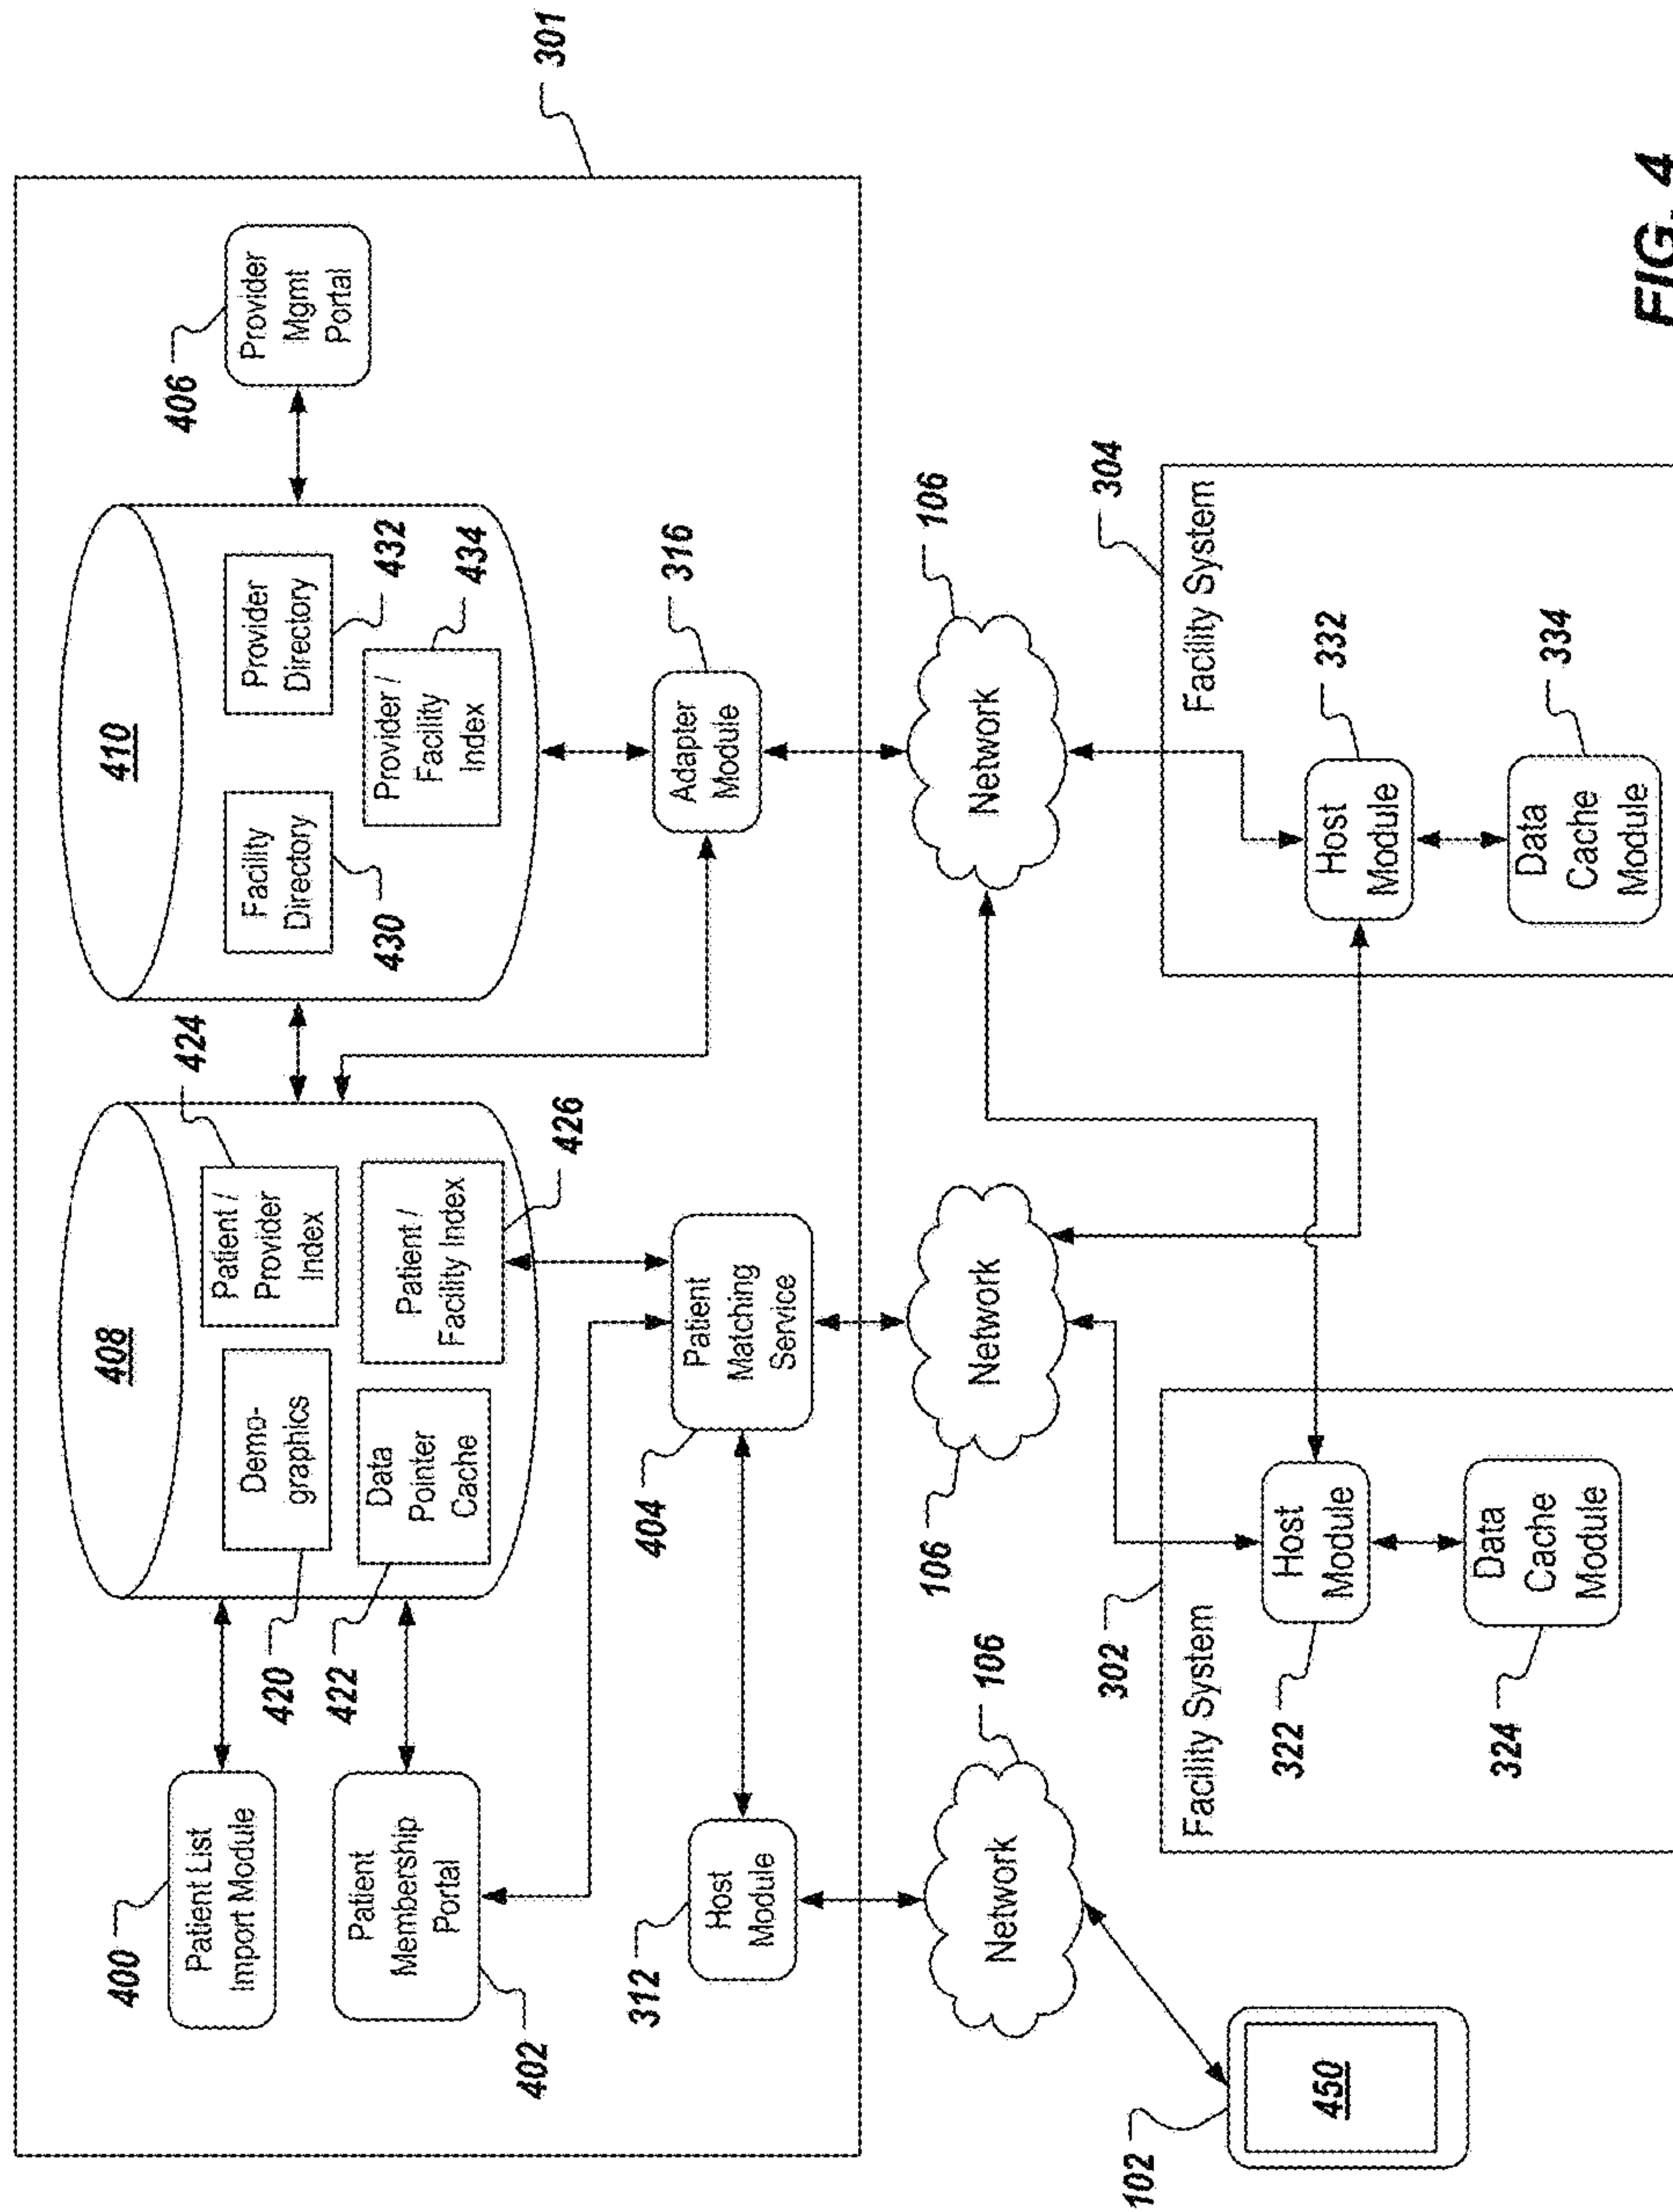 301
408
410
424
406
Patient List
Import Module
400
Demo-
graphics
420
Patient /
Provider
Index
Facility
Directory
430
Provider
Directory
432
Provider
Mgmt
Portal
Patient
Membership
Portal
402
Data
Pointer
Cache
422
Patient /
Facility Index
426
Provider /
Facility
Index
434
312
Host
Module
404
Patient
Matching
Service
316
Adapter
Module
106
Network
106
Network
106
Network
102
450
302
Facility System
322
Host
Module
324
Data
Cache
Module
304
Facility System
332
Host
Module
334
Data
Cache
Module
FIG. 4